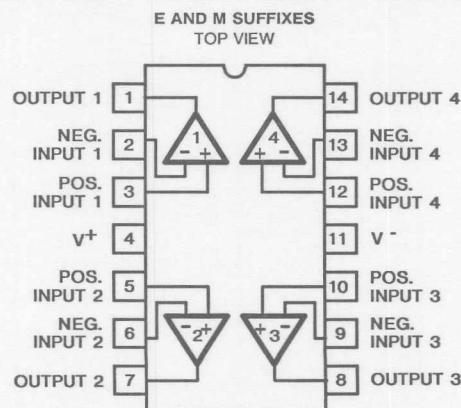 E AND M SUFFIXES
TOP VIEW
OUTPUT 1 1 14 OUTPUT 4
NEG. INPUT 1 2 13 NEG. INPUT 4
1 4
- + + -
POS. INPUT 1 3 12 POS. INPUT 4
V+ 4 11 V -
POS. INPUT 2 5 10 POS. INPUT 3
NEG. INPUT 2 6 9 NEG. INPUT 3
- 2 + + 3 -
OUTPUT 2 7 8 OUTPUT 3